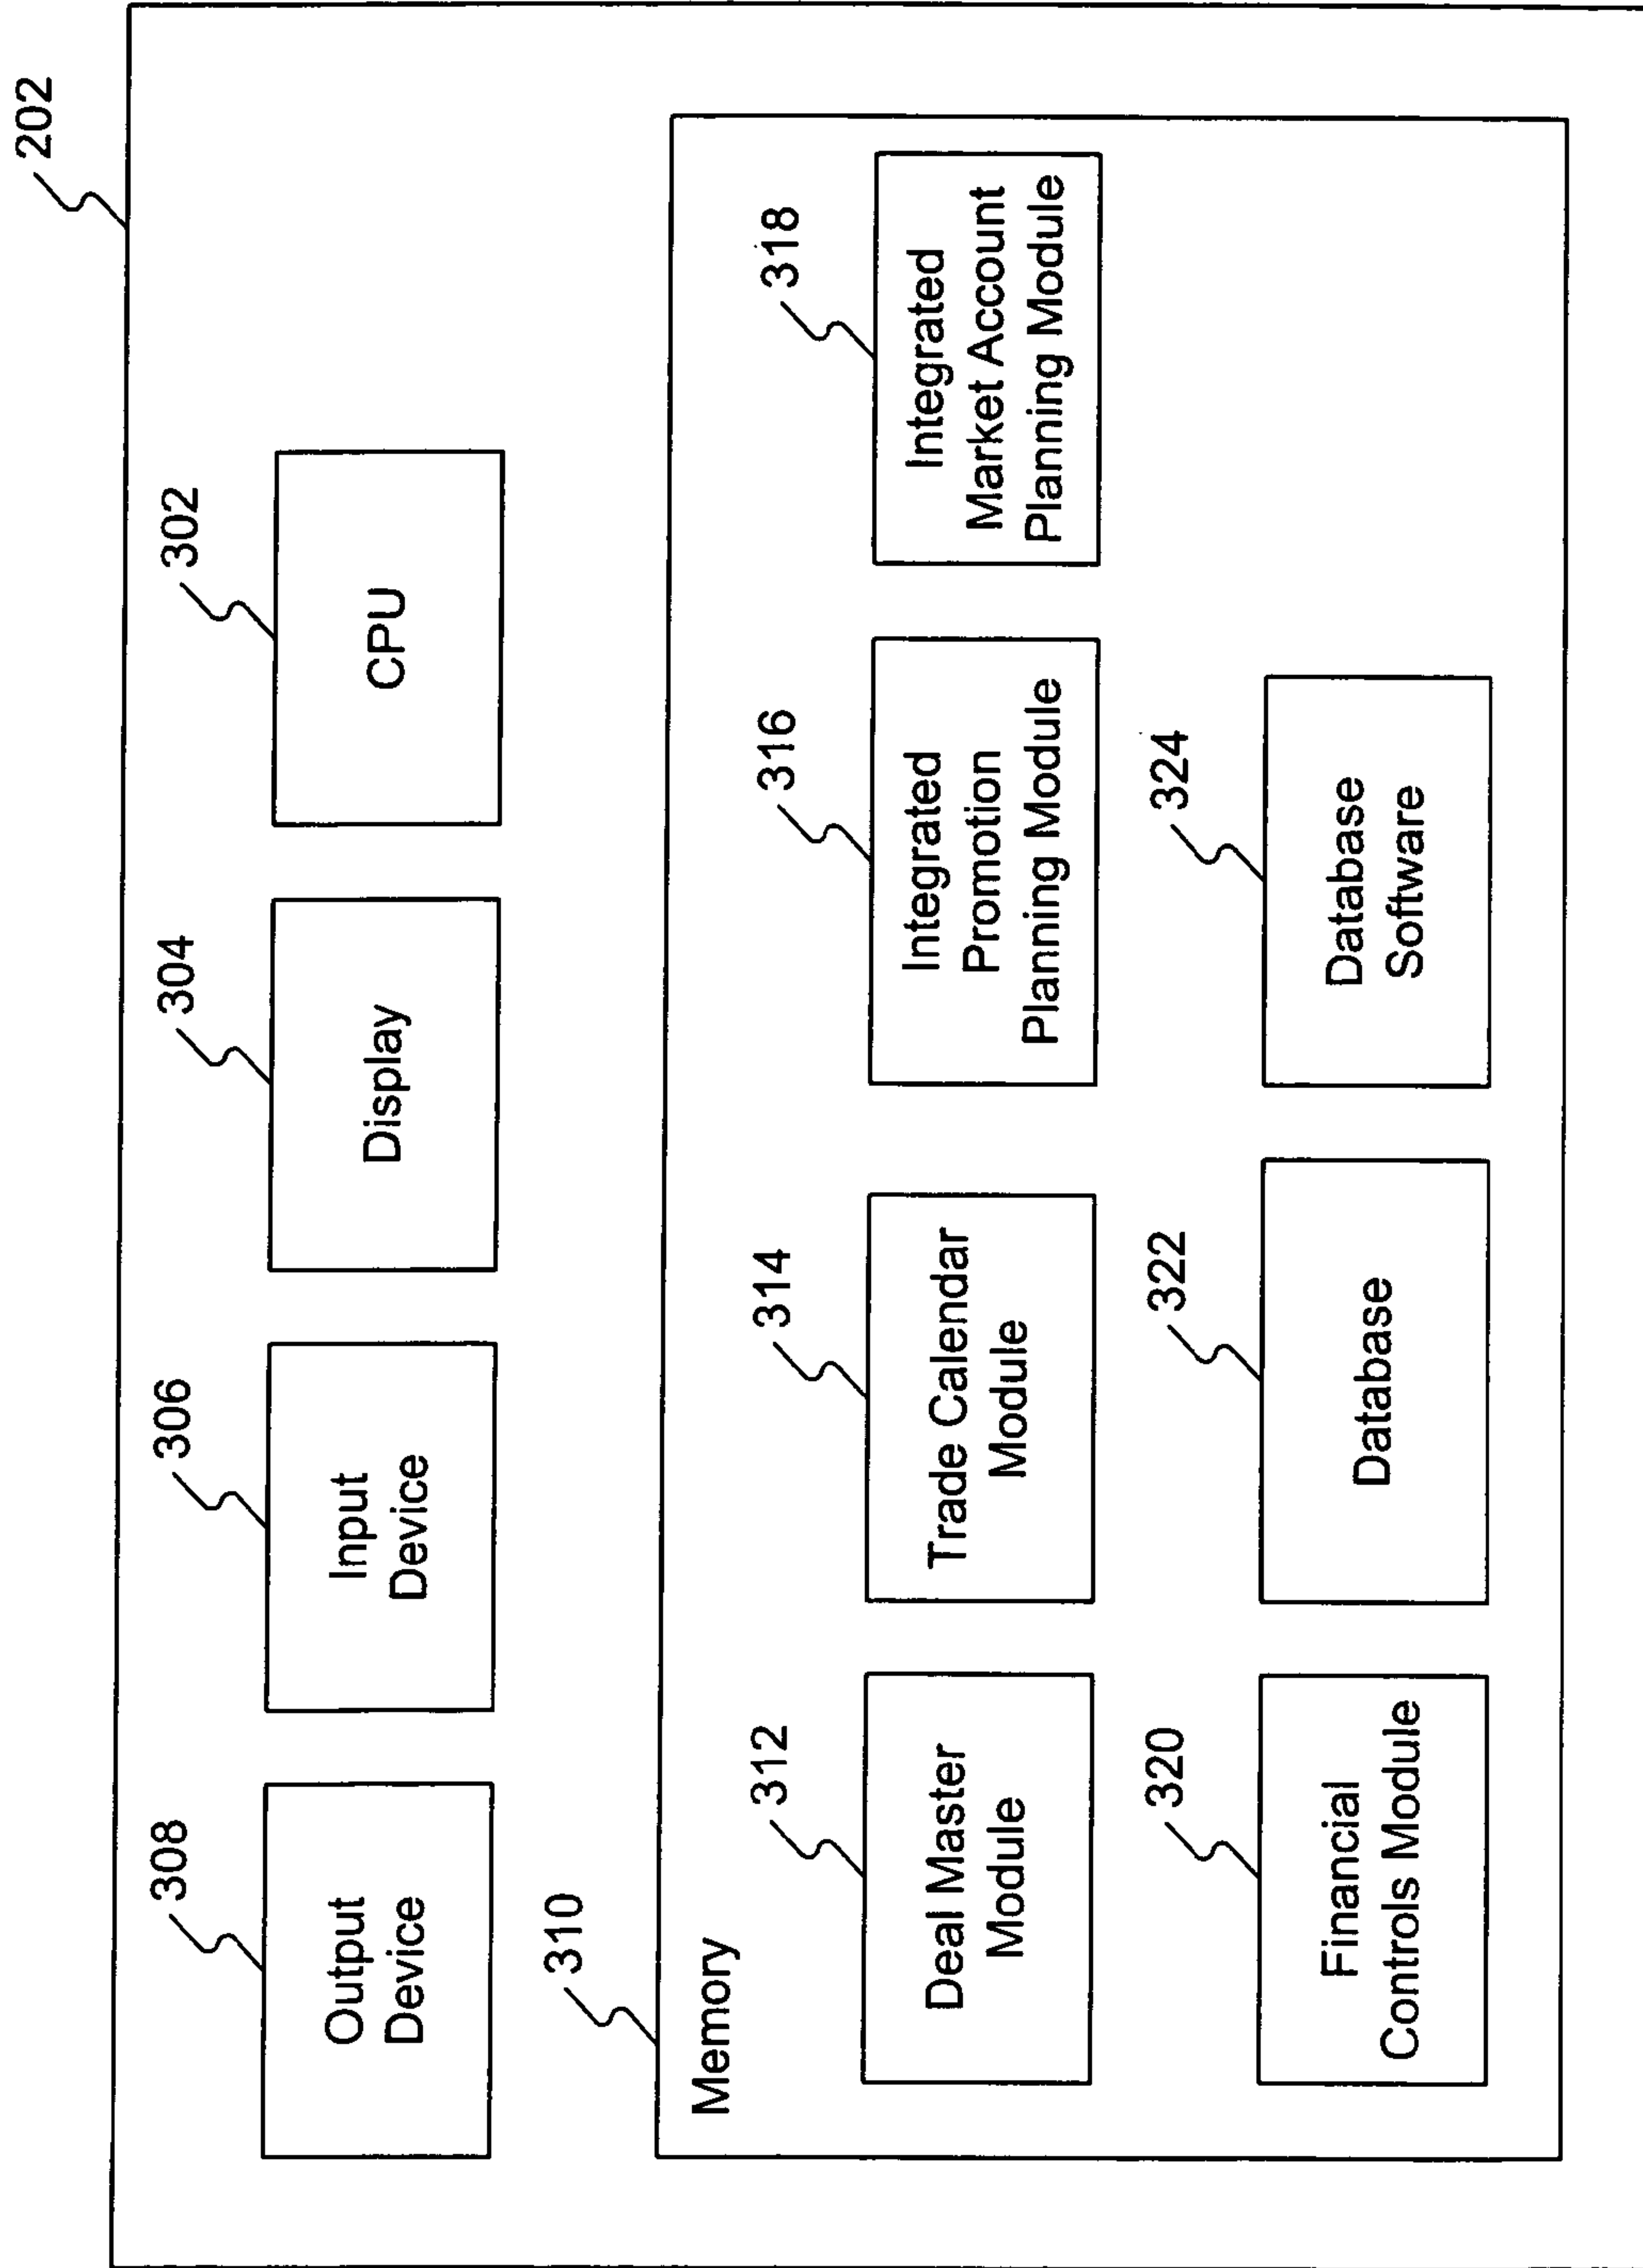 202
308
306
304
302
Output
Device
Input
Device
Display
CPU
310
Memory
312
314
316
318
Deal Master
Module
Trade Calendar
Module
Integrated
Promotion
Planning Module
Integrated
Market Account
Planning Module
320
322
324
Financial
Controls Module
Database
Database
Software